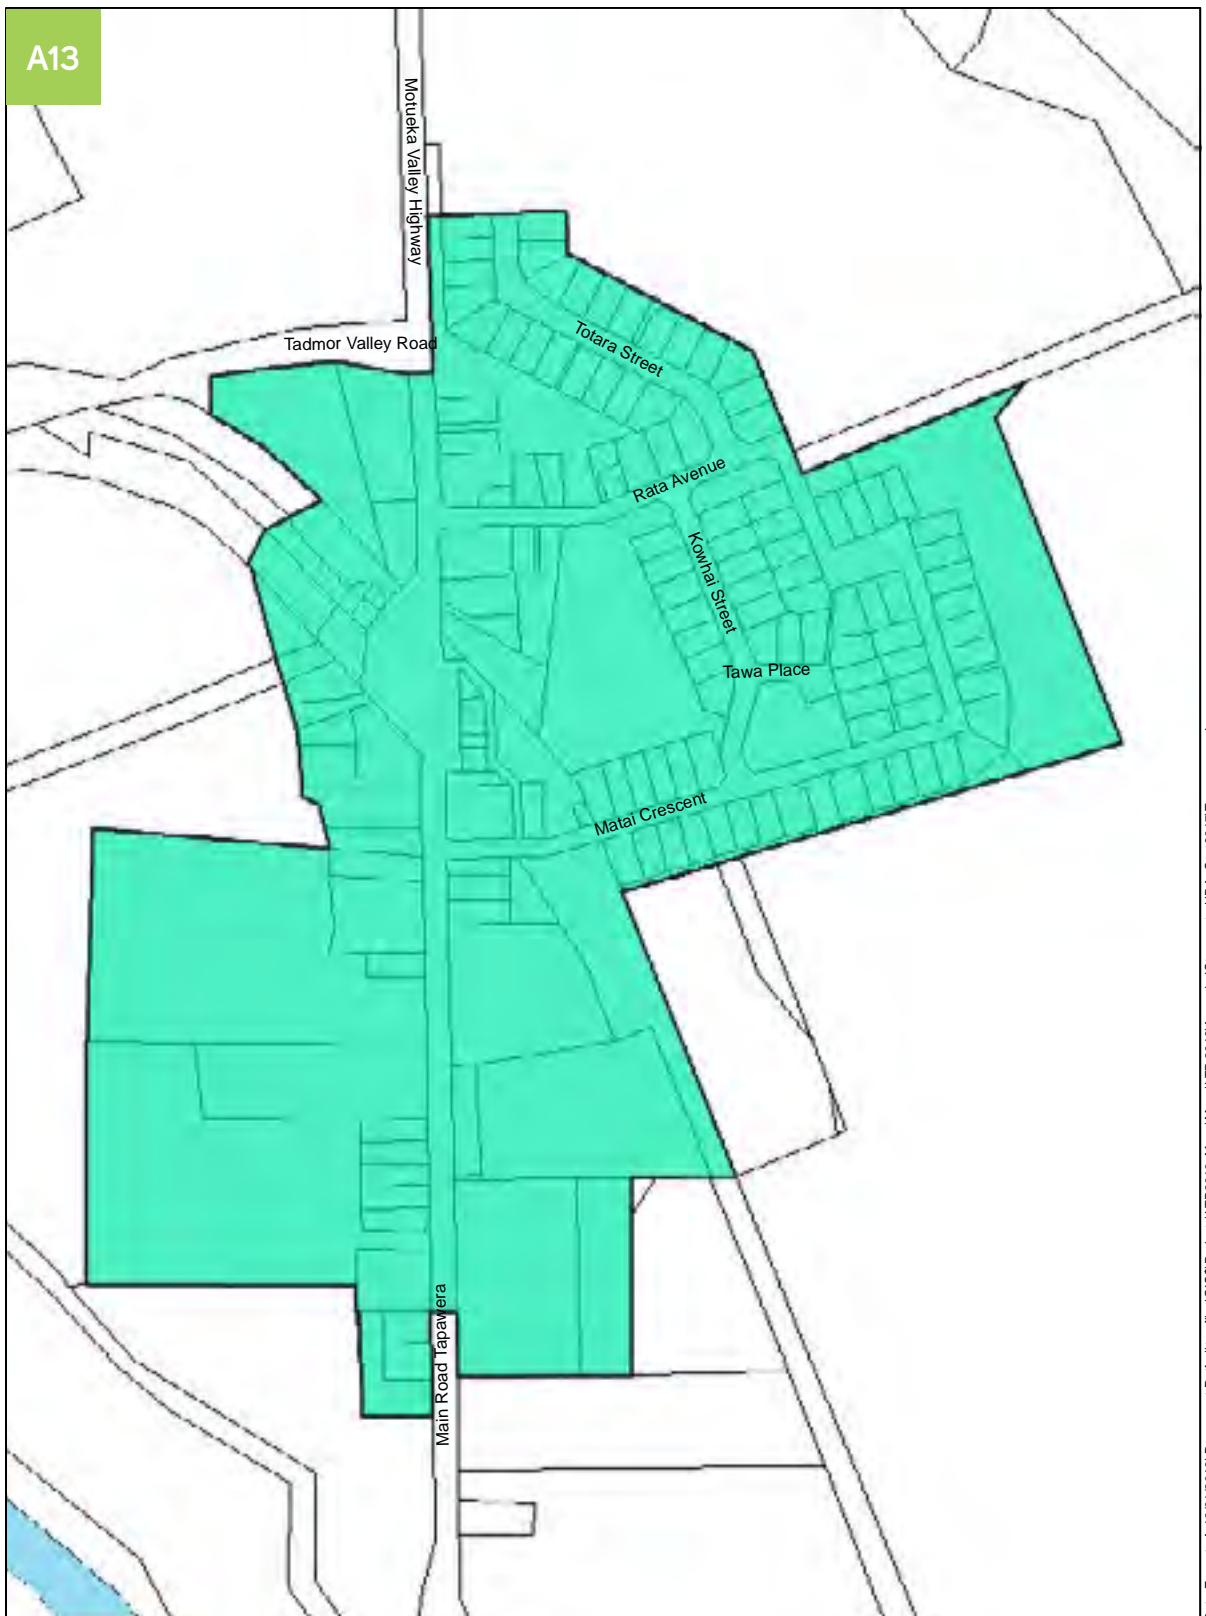 A13
Motueka Valley Highway
Tadmor Valley Road
Totara Street
Rata Avenue
Kowhai Street
Tawa Place
Matai Crescent
Main Road Tapawera